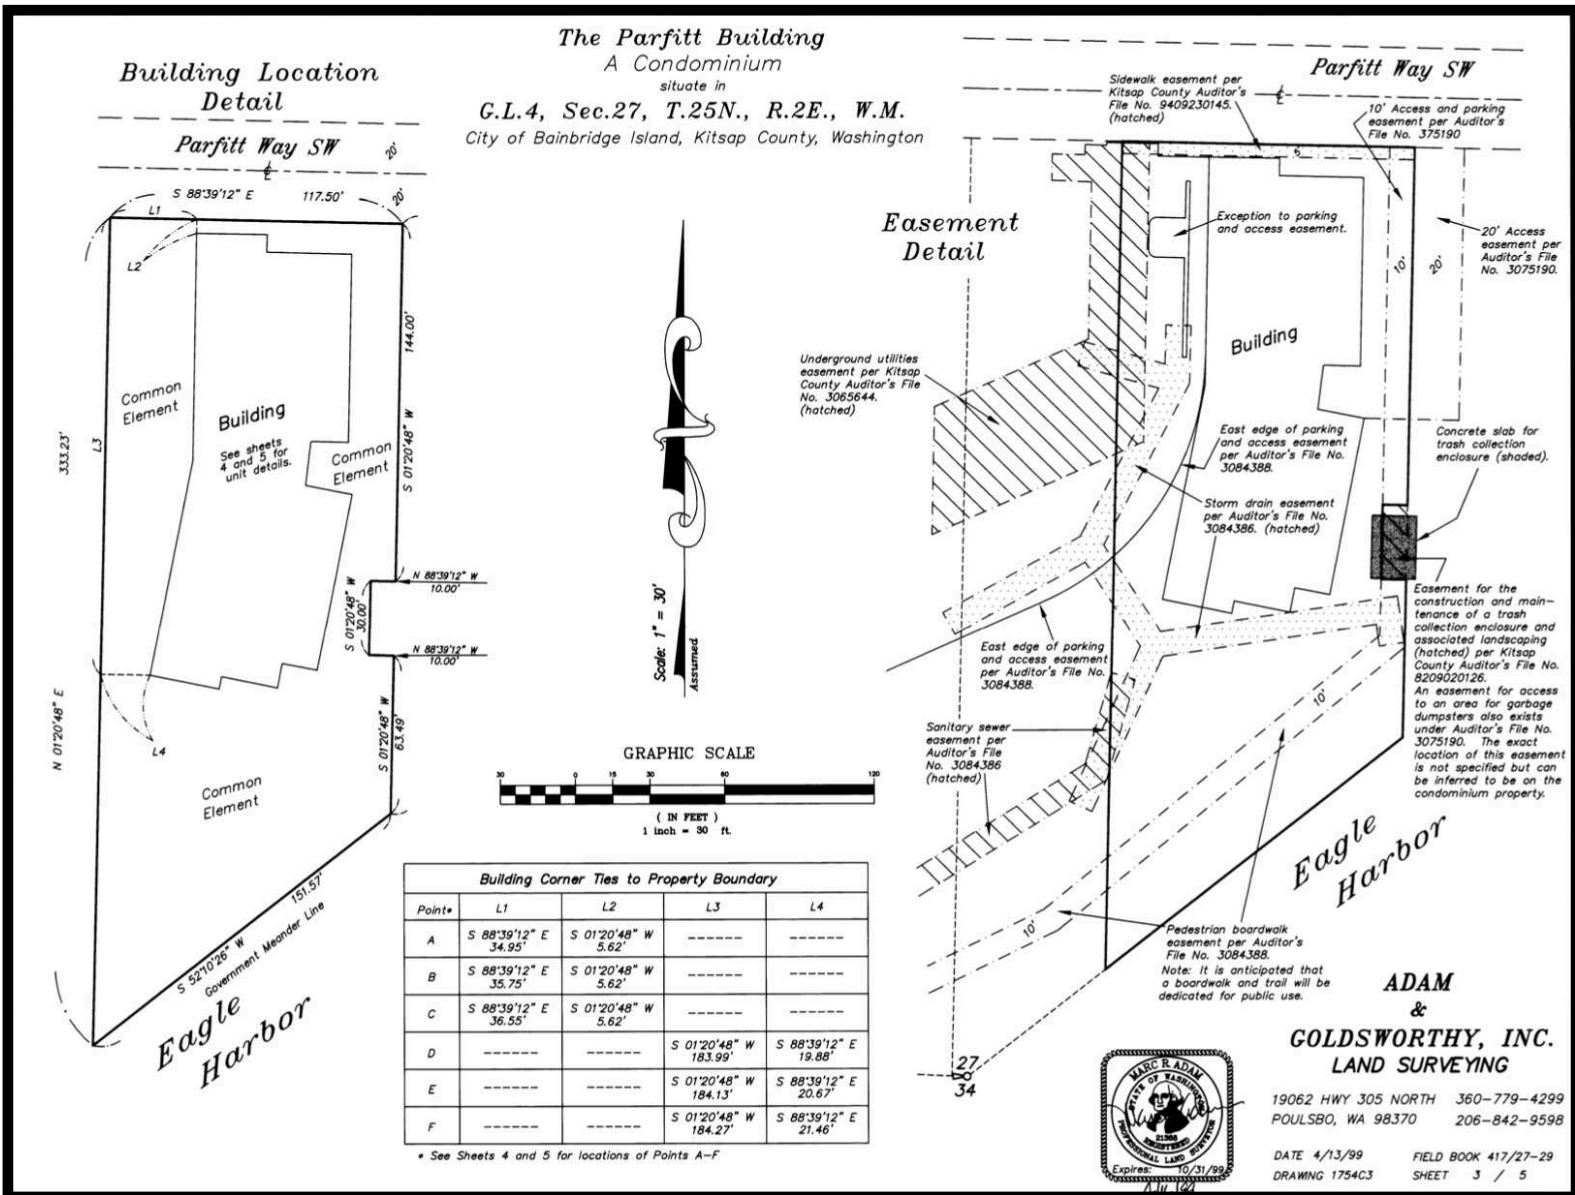 The Parfitt Building
A Condominium
situate in
G.L.4, Sec.27, T.25N., R.2E., W.M.
City of Bainbridge Island, Kitsap County, Washington
Building Location
Detail
Parfitt Way SW
20'
20'
℄
S 88°39'12" E
117.50'
L1
L2
144.00'
Common
Element
Building
See sheets
4 and 5 for
unit details.
Common
Element
S 01°20'48" W
333.23'
L3
N 88°39'12" W
10.00'
S 01°20'48" W
30.00'
N 88°39'12" W
10.00'
N 01°20'48" E
L4
S 01°20'48" W
63.49'
Common
Element
151.57'
S 52°10'26" W
Government Meander Line
Eagle
Harbor
Scale: 1" = 30'
Assumed
GRAPHIC SCALE
30
0
15
30
60
120
( IN FEET )
1 inch = 30 ft.
Building Corner Ties to Property Boundary
Point* L1 L2 L3 L4
A S 88°39'12" E 34.95' S 01°20'48" W 5.62' ------ ------
B S 88°39'12" E 35.75' S 01°20'48" W 5.62' ------ ------
C S 88°39'12" E 36.55' S 01°20'48" W 5.62' ------ ------
D ------ ------ S 01°20'48" W 183.99' S 88°39'12" E 19.88'
E ------ ------ S 01°20'48" W 184.13' S 88°39'12" E 20.67'
F ------ ------ S 01°20'48" W 184.27' S 88°39'12" E 21.46'
* See Sheets 4 and 5 for locations of Points A-F
Easement
Detail
Parfitt Way SW
℄
Sidewalk easement per
Kitsap County Auditor's
File No. 9409230145.
(hatched)
10' Access and parking
easement per Auditor's
File No. 375190
5
Exception to parking
and access easement.
10'
20'
20' Access
easement per
Auditor's File
No. 3075190.
Building
Underground utilities
easement per Kitsap
County Auditor's File
No. 3065644.
(hatched)
East edge of parking
and access easement
per Auditor's File No.
3084388.
Concrete slab for
trash collection
enclosure (shaded).
Storm drain easement
per Auditor's File No.
3084386. (hatched)
Easement for the
construction and main-
tenance of a trash
collection enclosure and
associated landscaping
(hatched) per Kitsap
County Auditor's File No.
8209020126.
An easement for access
to an area for garbage
dumpsters also exists
under Auditor's File No.
3075190. The exact
location of this easement
is not specified but can
be inferred to be on the
condominium property.
East edge of parking
and access easement
per Auditor's File No.
3084388.
10'
Sanitary sewer
easement per
Auditor's File
No. 3084386
(hatched)
Eagle
Harbor
10'
Pedestrian boardwalk
easement per Auditor's
File No. 3084388.
Note: It is anticipated that
a boardwalk and trail will be
dedicated for public use.
27
34
ADAM
&
GOLDSWORTHY, INC.
LAND SURVEYING
19062 HWY 305 NORTH 360-779-4299
POULSBO, WA 98370 206-842-9598
DATE 4/13/99 FIELD BOOK 417/27-29
DRAWING 1754C3 SHEET 3 / 5
MARC R. ADAM
STATE OF WASHINGTON
21368
REGISTERED
PROFESSIONAL LAND SURVEYOR
Expires: 10/31/99